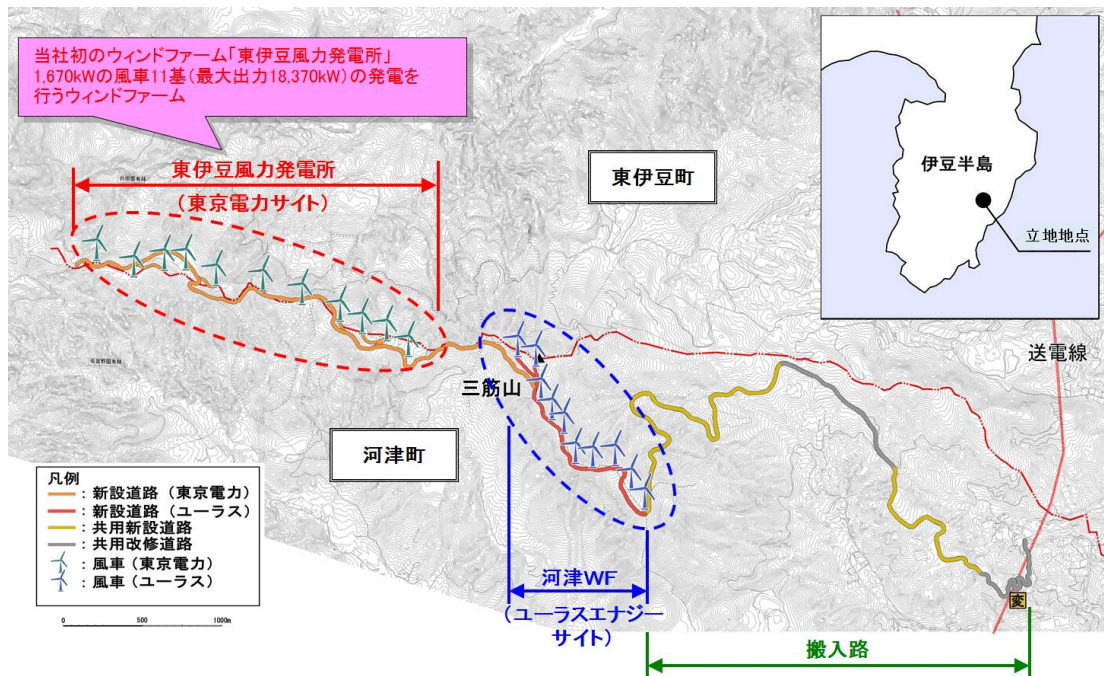 当社初のウィンドファーム「東伊豆風力発電所」
1,670kWの風車11基(最大出力18,370kW)の発電を
行うウィンドファーム
東伊豆風力発電所
(東京電力サイト)
東伊豆町
伊豆半島
立地地点
送電線
三筋山
河津町
凡例
:新設道路(東京電力)
:新設道路(ユーラス)
:共用新設道路
:共用改修道路
:風車(東京電力)
:風車(ユーラス)
0 500 1000m
河津WF
(ユーラスエナジー
サイト)
変
搬入路